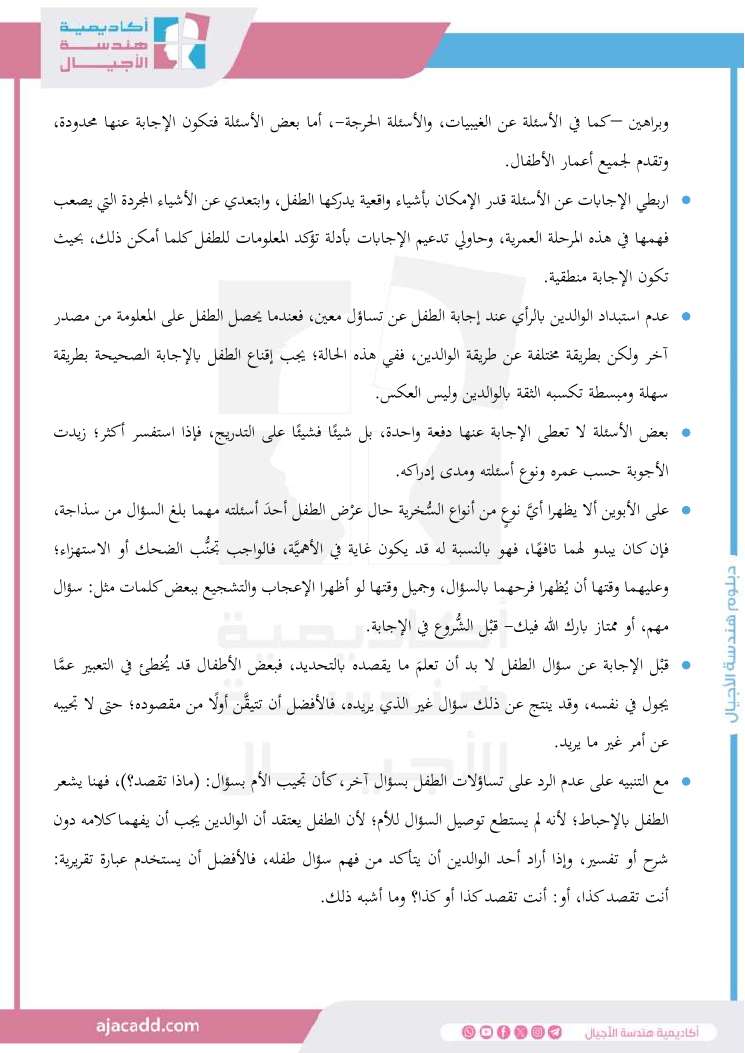 أكاديمية
هندسة
الأجيال
وبراهين –كما في الأسئلة عن الغيبيات، والأسئلة الحرجة-، أما بعض الأسئلة فتكون الإجابة عنها محدودة،
وتقدم لجميع أعمار الأطفال.
• اربطي الإجابات عن الأسئلة قدر الإمكان بأشياء واقعية يدركها الطفل، وابتعدي عن الأشياء المجردة التي يصعب
فهمها في هذه المرحلة العمرية، وحاولي تدعيم الإجابات بأدلة تؤكد المعلومات للطفل كلما أمكن ذلك، بحيث
تكون الإجابة منطقية.
• عدم استبداد الوالدين بالرأي عند إجابة الطفل عن تساؤل معين، فعندما يحصل الطفل على المعلومة من مصدر
آخر ولكن بطريقة مختلفة عن طريقة الوالدين، ففي هذه الحالة؛ يجب إقناع الطفل بالإجابة الصحيحة بطريقة
سهلة ومبسطة تكسبه الثقة بالوالدين وليس العكس.
• بعض الأسئلة لا تعطى الإجابة عنها دفعة واحدة، بل شيئًا فشيئًا على التدريج، فإذا استفسر أكثر؛ زيدت
الأجوبة حسب عمره ونوع أسئلته ومدى إدراكه.
• على الأبوين ألا يظهرا أيَّ نوعٍ من أنواع السُّخرية حال عرْض الطفل أحدَ أسئلته مهما بلغ السؤال من سذاجة،
فإن كان يبدو لهما تافهًا، فهو بالنسبة له قد يكون غاية في الأهميَّة، فالواجب تجنُّب الضحك أو الاستهزاء؛
وعليهما وقتها أن يُظهرا فرحهما بالسؤال، وجميل وقتها لو أظهرا الإعجاب والتشجيع ببعض كلمات مثل: سؤال
مهم، أو ممتاز بارك الله فيك- قبْل الشُّروع في الإجابة.
• قبْل الإجابة عن سؤال الطفل لا بد أن تعلمَ ما يقصده بالتحديد، فبعض الأطفال قد يُخطئ في التعبير عمَّا
يجول في نفسه، وقد ينتج عن ذلك سؤال غير الذي يريده، فالأفضل أن تتيقَّن أولًا من مقصوده؛ حتى لا تجيبه
عن أمر غير ما يريد.
• مع التنبيه على عدم الرد على تساؤلات الطفل بسؤال آخر، كأن تجيب الأم بسؤال: (ماذا تقصد؟)، فهنا يشعر
الطفل بالإحباط؛ لأنه لم يستطع توصيل السؤال للأم؛ لأن الطفل يعتقد أن الوالدين يجب أن يفهما كلامه دون
شرح أو تفسير، وإذا أراد أحد الوالدين أن يتأكد من فهم سؤال طفله، فالأفضل أن يستخدم عبارة تقريرية:
أنت تقصد كذا، أو: أنت تقصد كذا أو كذا؟ وما أشبه ذلك.
أكاديمية
هندسة
الأجيال
دبلوم هندسة الأجيال
أكاديمية هندسة الأجيال
ajacadd.com